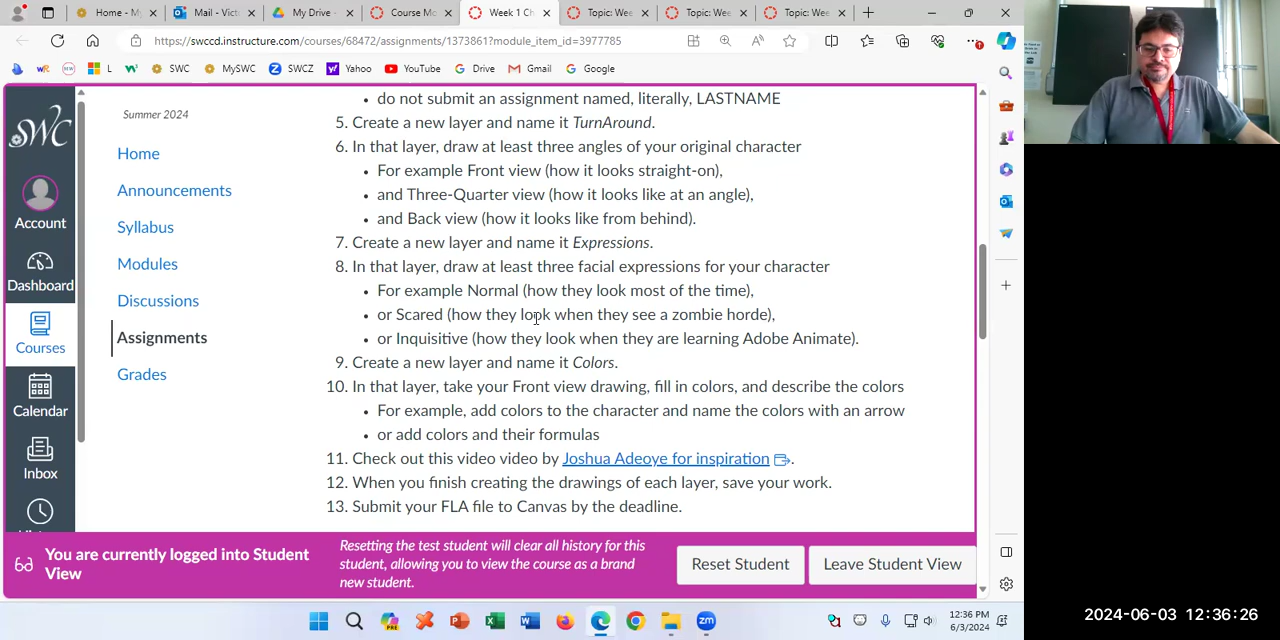 Home - My
Mail - Vict
My Drive -
Course Mo
Week 1 Ch
Topic: Wee
Topic: Wee
Topic: Wee
https://swccd.instructure.com/courses/68472/assignments/1373861?module_item_id=3977785
L
SWC
MySWC
SWCZ
Yahoo
YouTube
Drive
Gmail
Google
SWC
Account
Dashboard
Courses
Calendar
Inbox
Summer 2024
Home
Announcements
Syllabus
Modules
Discussions
Assignments
Grades
• do not submit an assignment named, literally, LASTNAME
5. Create a new layer and name it TurnAround.
6. In that layer, draw at least three angles of your original character
• For example Front view (how it looks straight-on),
• and Three-Quarter view (how it looks like at an angle),
• and Back view (how it looks like from behind).
7. Create a new layer and name it Expressions.
8. In that layer, draw at least three facial expressions for your character
• For example Normal (how they look most of the time),
• or Scared (how they look when they see a zombie horde),
• or Inquisitive (how they look when they are learning Adobe Animate).
9. Create a new layer and name it Colors.
10. In that layer, take your Front view drawing, fill in colors, and describe the colors
• For example, add colors to the character and name the colors with an arrow
• or add colors and their formulas
11. Check out this video video by Joshua Adeoye for inspiration.
12. When you finish creating the drawings of each layer, save your work.
13. Submit your FLA file to Canvas by the deadline.
You are currently logged into Student
View
Resetting the test student will clear all history for this
student, allowing you to view the course as a brand
new student.
Reset Student
Leave Student View
12:36 PM
6/3/2024
2024-06-03 12:36:26